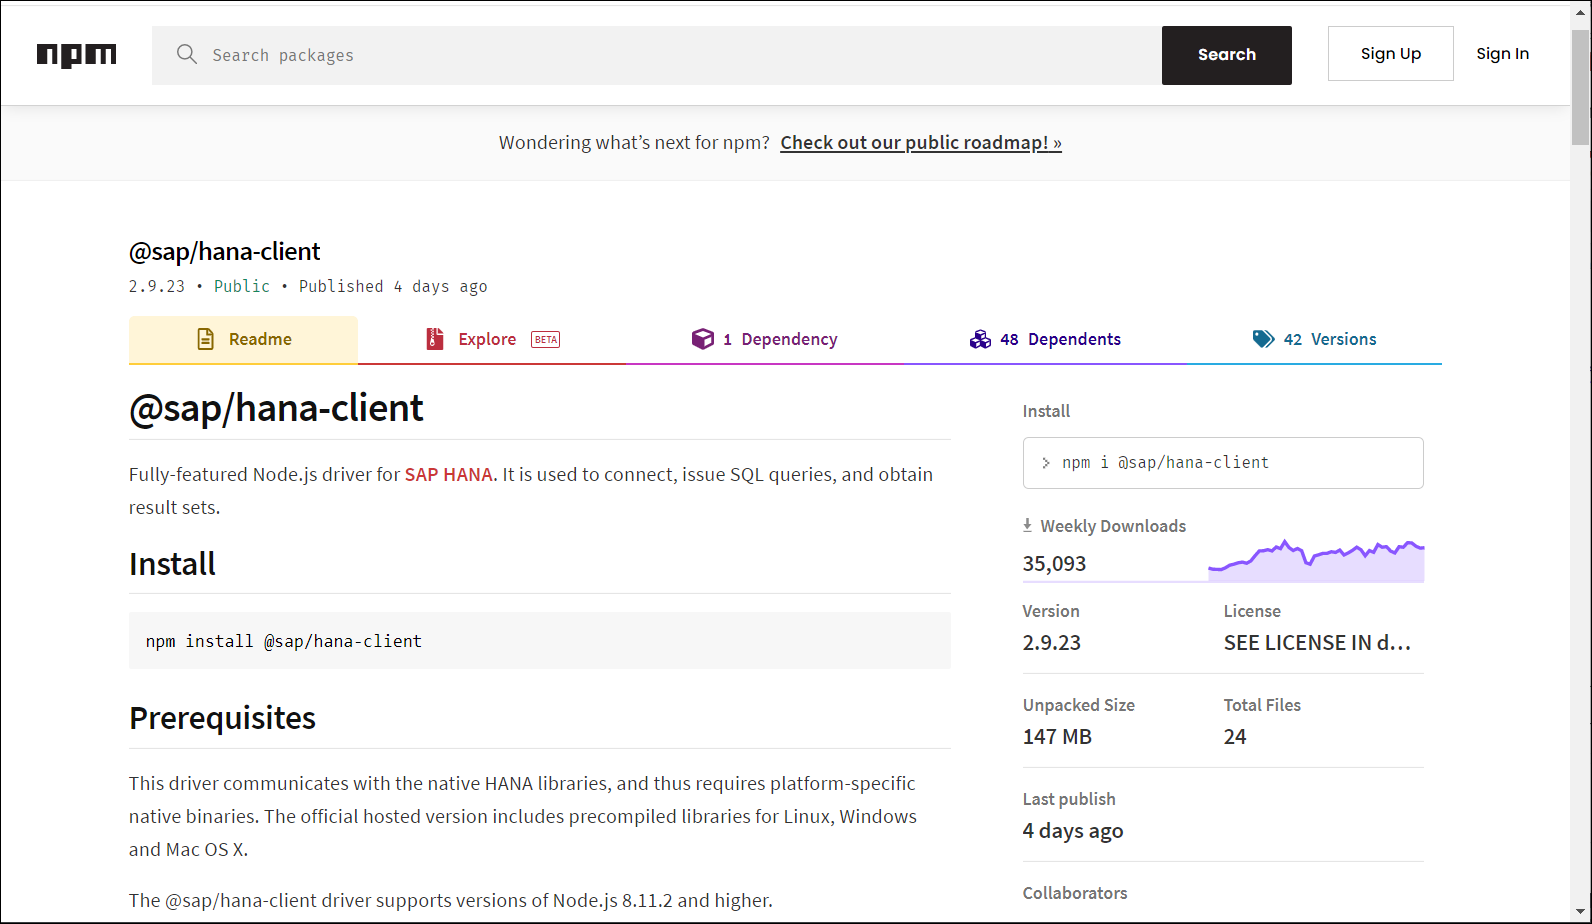 npm
Search packages
Search
Sign Up
Sign In
Wondering what's next for npm? Check out our public roadmap! »
@sap/hana-client
2.9.23 • Public • Published 4 days ago
Readme
Explore BETA
1 Dependency
48 Dependents
42 Versions
@sap/hana-client
Fully-featured Node.js driver for SAP HANA. It is used to connect, issue SQL queries, and obtain
result sets.
Install
npm install @sap/hana-client
Prerequisites
This driver communicates with the native HANA libraries, and thus requires platform-specific
native binaries. The official hosted version includes precompiled libraries for Linux, Windows
and Mac OS X.
The @sap/hana-client driver supports versions of Node.js 8.11.2 and higher.
Install
> npm i @sap/hana-client
Weekly Downloads
35,093
Version
License
2.9.23
SEE LICENSE IN d...
Unpacked Size
Total Files
147 MB
24
Last publish
4 days ago
Collaborators